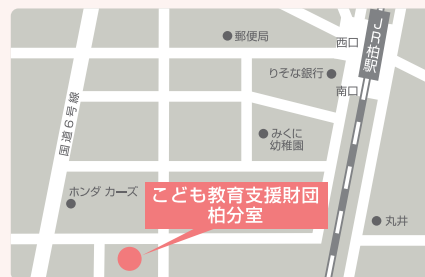 JR柏駅
郵便局
西口
りそな銀行
南口
国道6号線
みくに
幼稚園
ホンダ カーズ
こども教育支援財団
柏分室
丸井